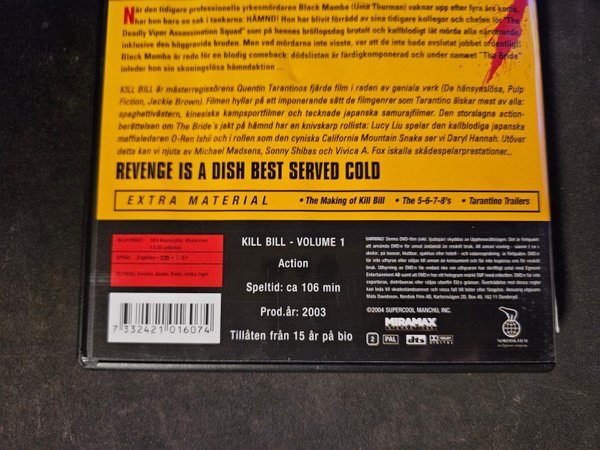 När den tidigare professionella yrkesmördaren Black Mamba (Uma Thurman) vaknar upp efter fyra års koma,
har hon bara en sak i tankarna: HÄMND! Hon har blivit förrådd av sina tidigare kollegor och chefen för "The
Deadly Viper Assassination Squad" som på hennes bröllopsdag brutalt och kallblodigt lät mörda alla närvarande,
inklusive den höggravide bruden. Men vad mördarna inte visste, var att de inte hade avslutat jobbet ordentligt!
Black Mamba är redo för en blodig comeback: dödslistan är färdigkomponerad och under namnet "The Bride"
inleder hon sin skoningslösa hämndaktion ...
KILL BILL är mästerregissörens Quentin Tarantinos fjärde film i raden av geniala verk (De hänsynslösa, Pulp
Fiction, Jackie Brown). Filmen hyllar på ett imponerande sätt de filmgenrer som Tarantino älskar mest av alla:
spaghettivästern, kinesiska kampsportfilmer och tecknade japanska samurajfilmer. Den storslagna action-
berättelsen om The Bride's jakt på hämnd har en knivskarp rollista: Lucy Liu spelar den kallblodiga japanska
maffialedaren O-Ren Ishii och i rollen som den cyniska California Mountain Snake ser vi Daryl Hannah. Utöver
detta kan vi njuta av Michael Madsens, Sonny Shibas och Vivica A. Fox iskalla skådespelarprestationer...
REVENGE IS A DISH BEST SERVED COLD
EXTRA MATERIAL • The Making of Kill Bill • The 5-6-7-8's • Tarantino Trailers
KILL BILL - VOLUME 1
Action
Speltid: ca 106 min
Prod.år: 2003
Tillåten från 15 år på bio
7 332421 016074
©2004 SUPERCOOL MANCHU, INC.
MIRAMAX
2 PAL dts DOLBY DIGITAL
NORDISK FILM